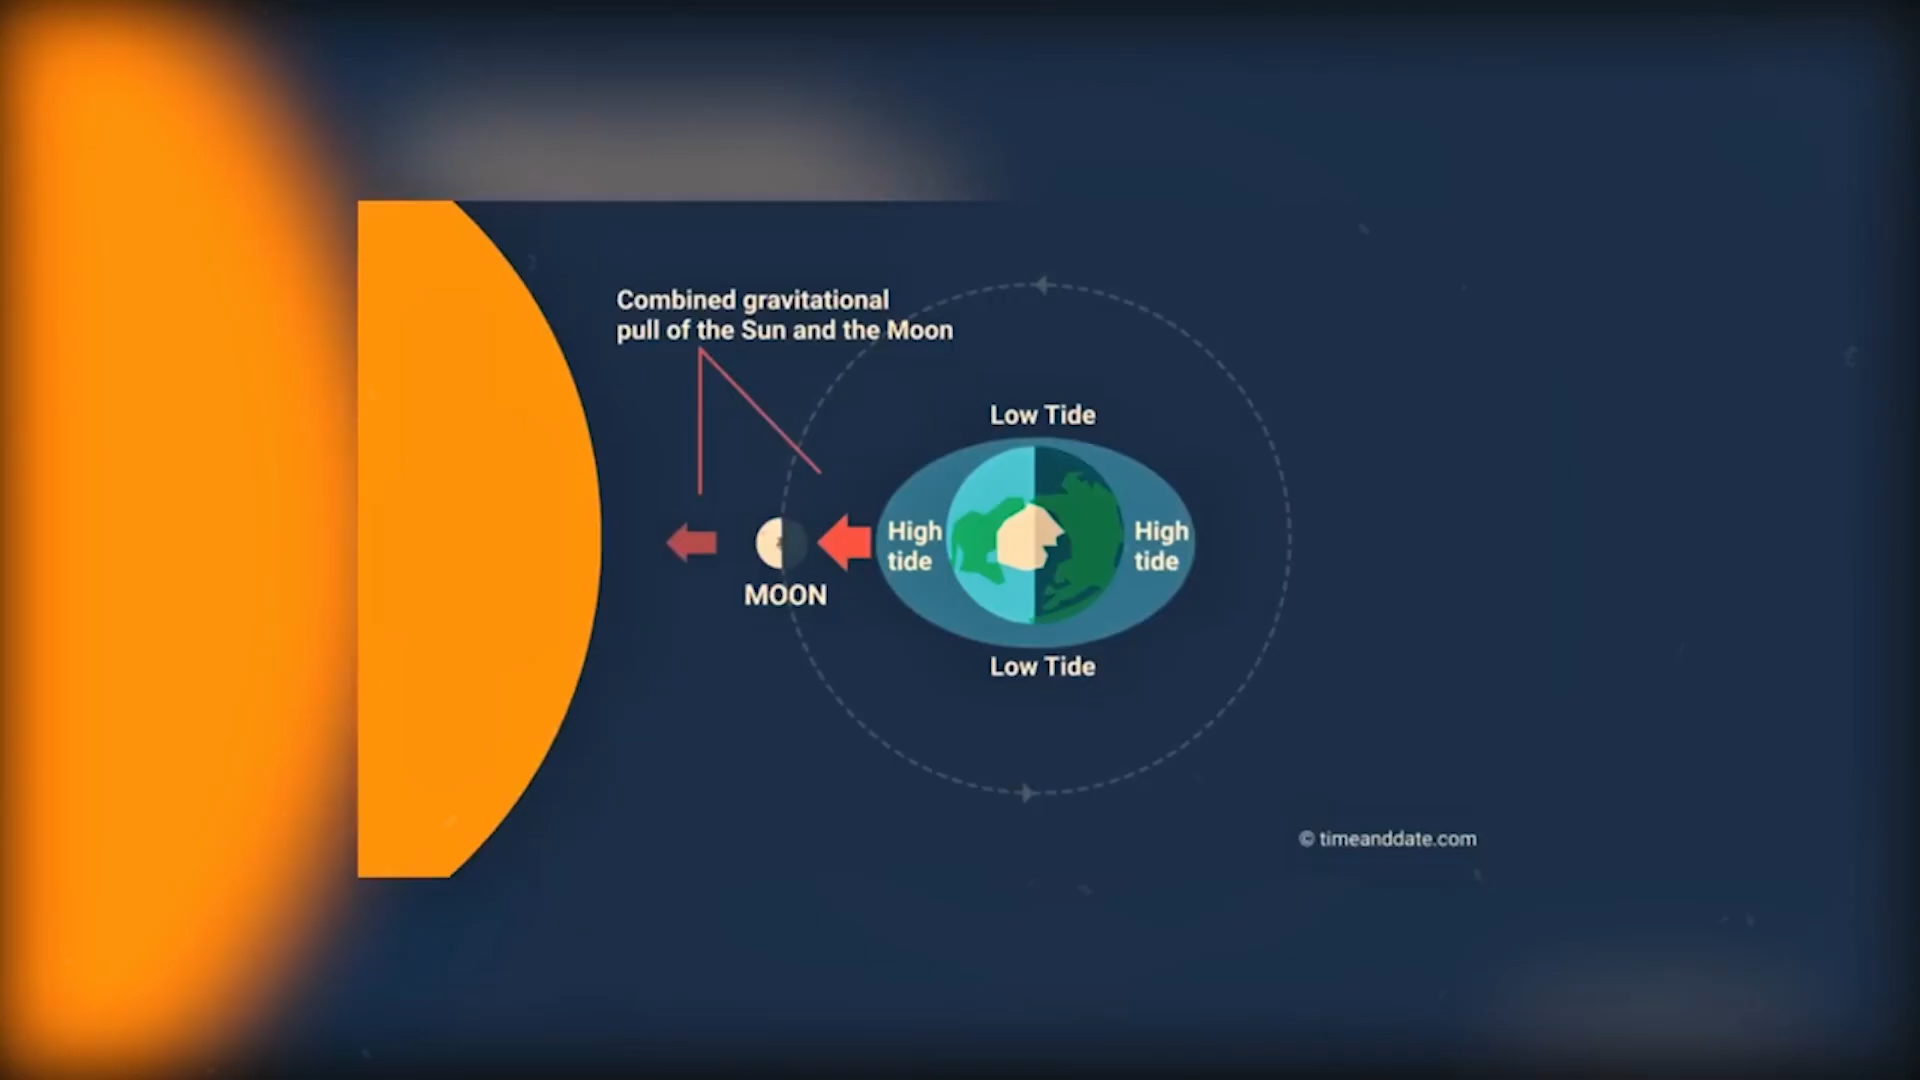 Combined gravitational
pull of the Sun and the Moon
Low Tide
High
tide
High
tide
MOON
Low Tide
© timeanddate.com